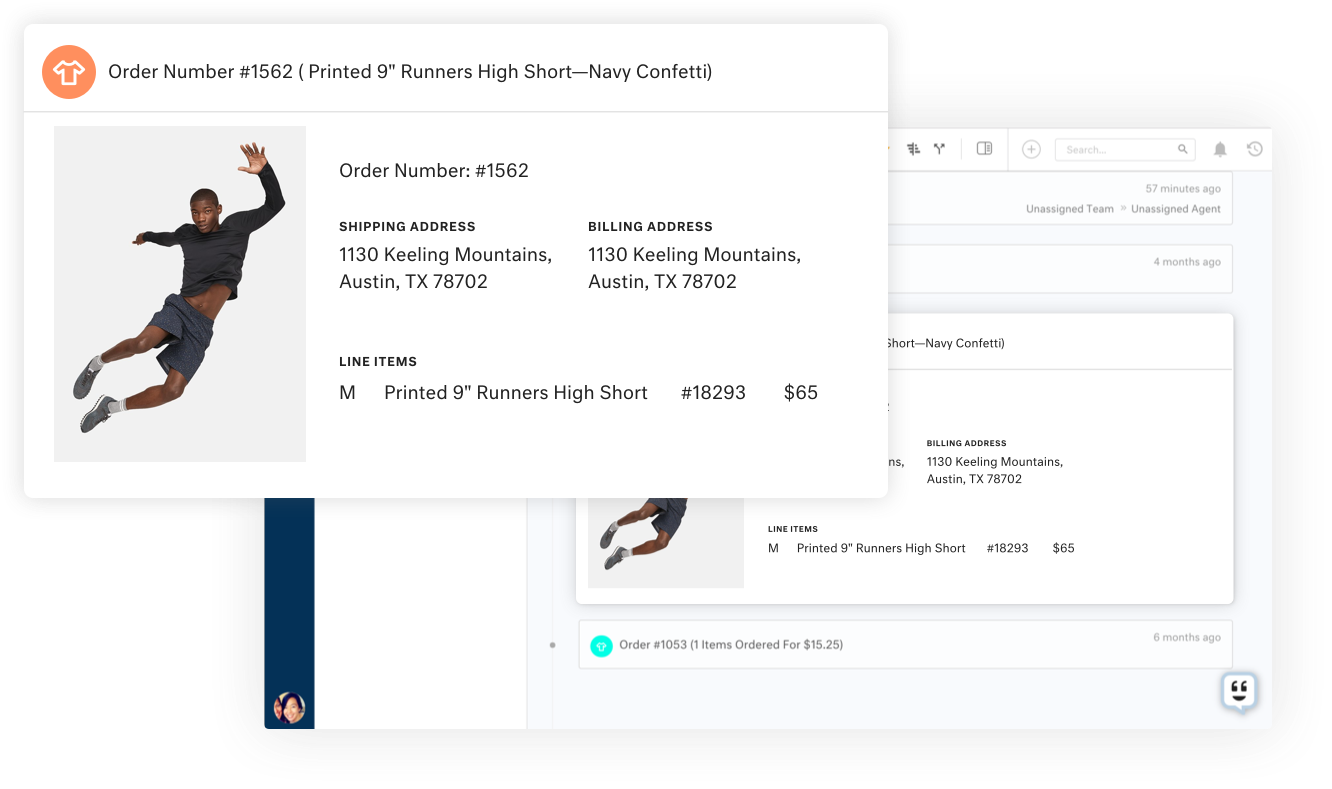 Order Number #1562 ( Printed 9" Runners High Short—Navy Confetti)
Order Number: #1562
SHIPPING ADDRESS
1130 Keeling Mountains,
Austin, TX 78702
BILLING ADDRESS
1130 Keeling Mountains,
Austin, TX 78702
LINE ITEMS
M Printed 9" Runners High Short #18293 $65
Search...
57 minutes ago
Unassigned Team » Unassigned Agent
4 months ago
Short—Navy Confetti)
ns,
BILLING ADDRESS
1130 Keeling Mountains,
Austin, TX 78702
LINE ITEMS
M Printed 9" Runners High Short #18293 $65
Order #1053 (1 Items Ordered For $15.25)
6 months ago